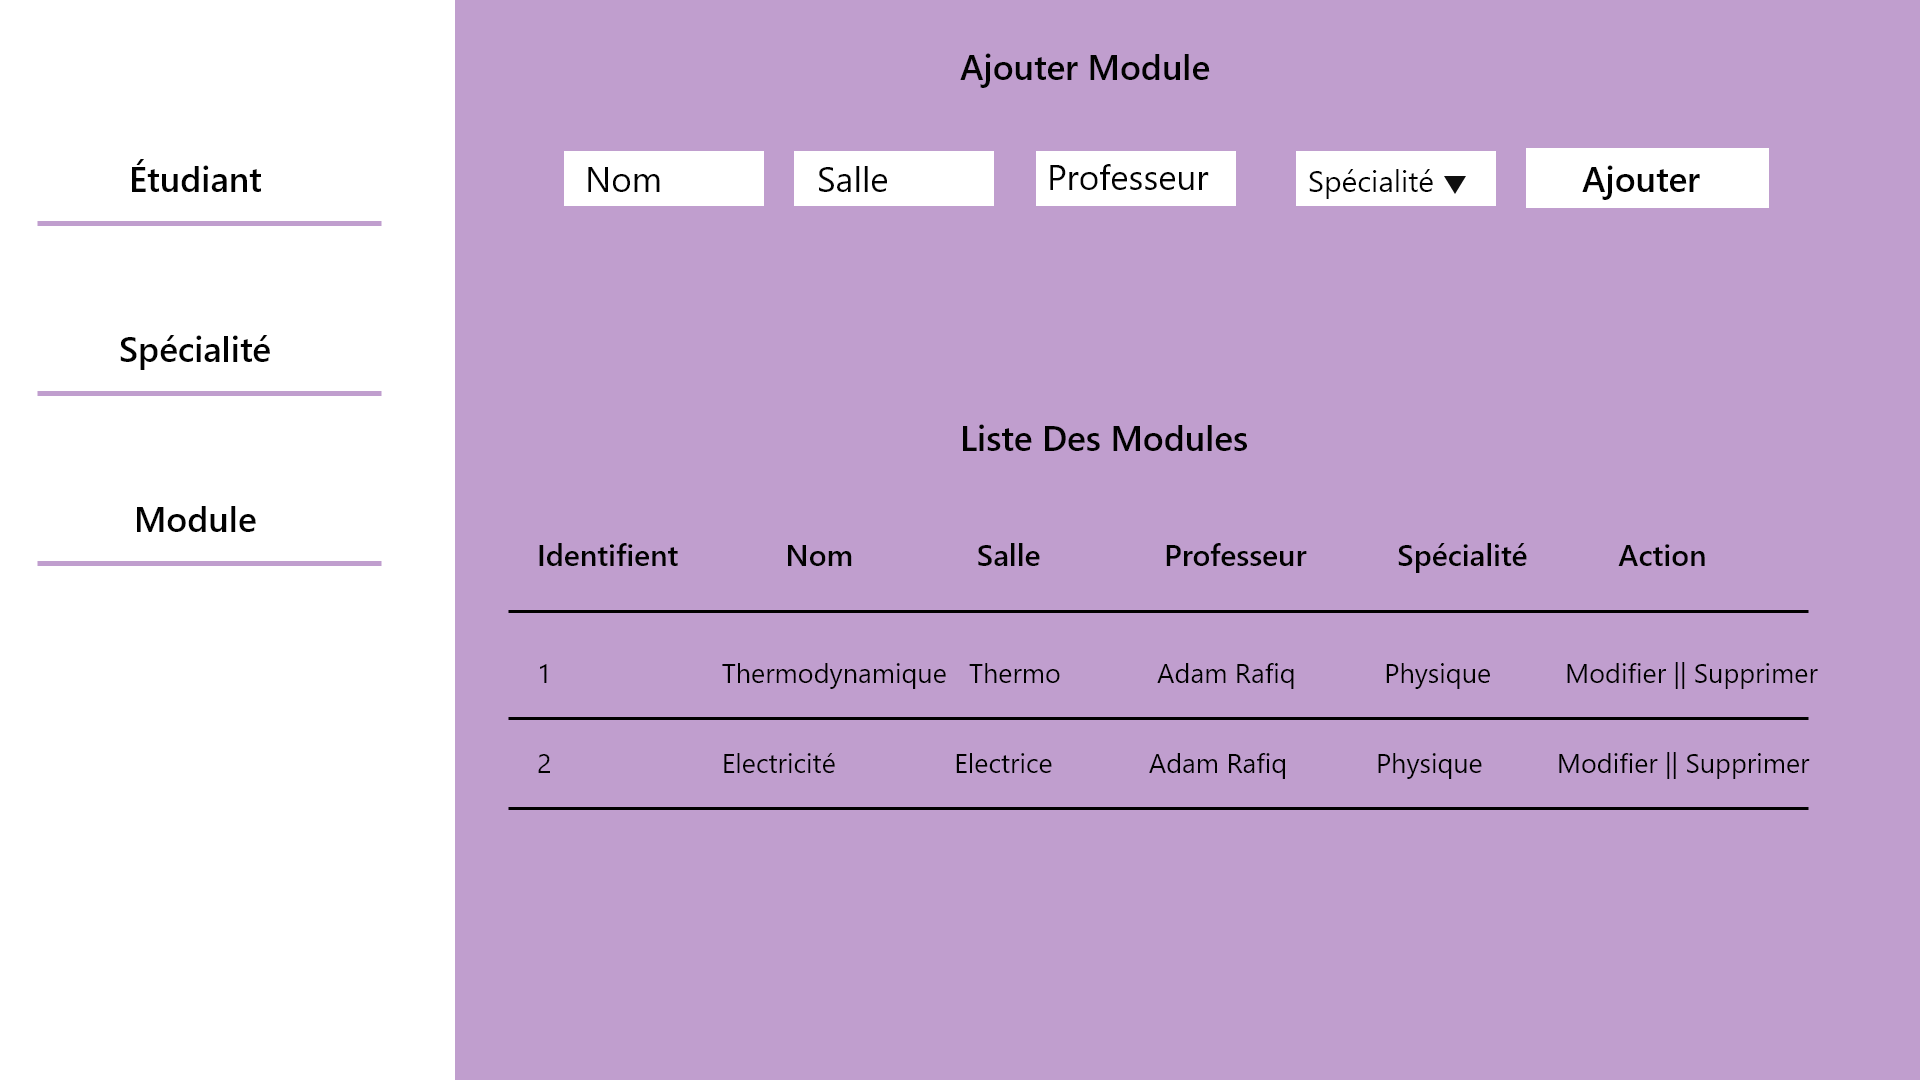 Étudiant
Spécialité
Module
Ajouter Module
Nom Salle Professeur Spécialité ▼ Ajouter
Liste Des Modules
Identifient Nom Salle Professeur Spécialité Action
1 Thermodynamique Thermo Adam Rafiq Physique Modifier || Supprimer
2 Electricité Electrice Adam Rafiq Physique Modifier || Supprimer